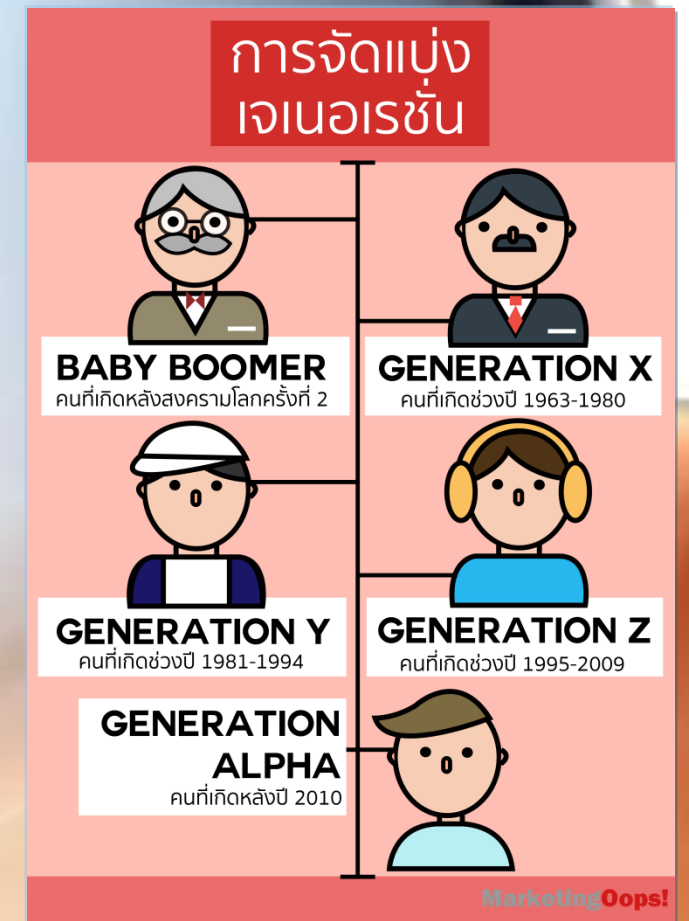 การจัดแบ่ง
เจเนอเรชั่น
BABY BOOMER
คนที่เกิดหลังสงครามโลกครั้งที่ 2
GENERATION X
คนที่เกิดช่วงปี 1963-1980
GENERATION Y
คนที่เกิดช่วงปี 1981-1994
GENERATION Z
คนที่เกิดช่วงปี 1995-2009
GENERATION
ALPHA
คนที่เกิดหลังปี 2010
MarketingOops!